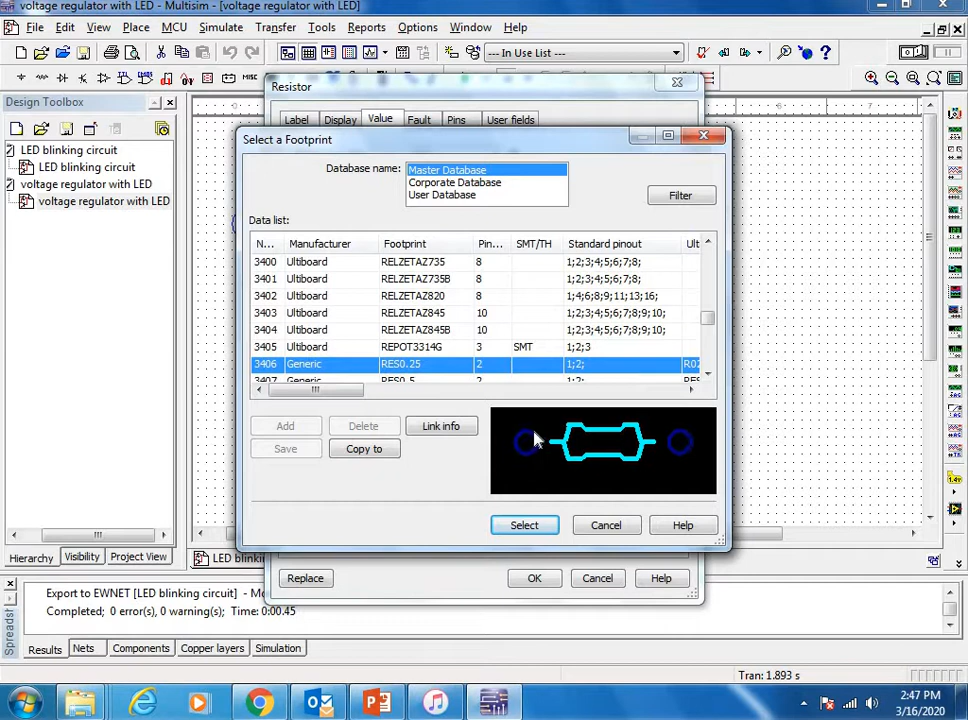 voltage regulator with LED - Multisim - [voltage regulator with LED]
File Edit View Place MCU Simulate Transfer Tools Reports Options Window Help
--- In Use List ---
MISC
Design Toolbox
LED blinking circuit
LED blinking circuit
voltage regulator with LED
voltage regulator with LED
Hierarchy Visibility Project View
Resistor
Label Display Value Fault Pins User fields
Select a Footprint
Database name: Master Database
Corporate Database
User Database
Filter
Data list:
N... Manufacturer Footprint Pin... SMT/TH Standard pinout Ult
3400 Ultiboard RELZETAZ735 8 1;2;3;4;5;6;7;8;
3401 Ultiboard RELZETAZ735B 8 1;2;3;4;5;6;7;8;
3402 Ultiboard RELZETAZ820 8 1;4;6;8;9;11;13;16;
3403 Ultiboard RELZETAZ845 10 1;2;3;4;5;6;7;8;9;10;
3404 Ultiboard RELZETAZ845B 10 1;2;3;4;5;6;7;8;9;10;
3405 Ultiboard REPOT3314G 3 SMT 1;2;3
3406 Generic RES0.25 2 1;2; R02
3407 Generic RES0.5 2 1;2; RES
Add Delete Link info
Save Copy to
Select Cancel Help
LED blinki
Replace OK Cancel Help
Export to EWNET [LED blinking circuit] - Mo
Completed; 0 error(s), 0 warning(s); Time: 0:00.45
Spreadsh
Results Nets Components Copper layers Simulation
Tran: 1.893 s
2:47 PM
3/16/2020